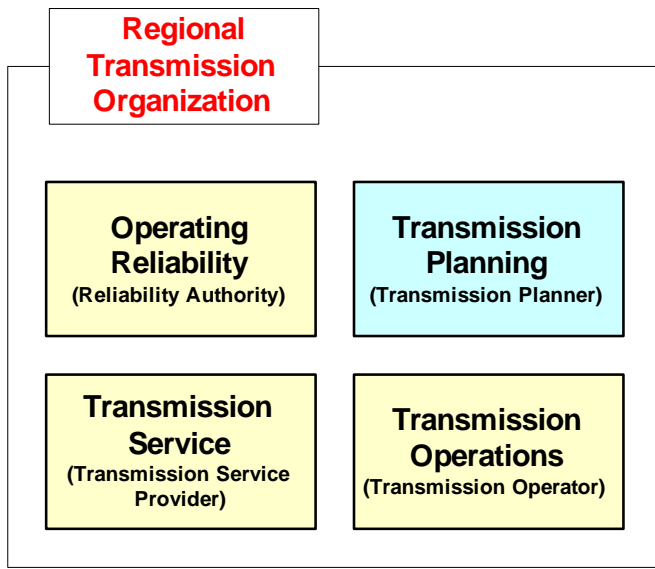 Regional
Transmission
Organization
Operating
Reliability
(Reliability Authority)
Transmission
Planning
(Transmission Planner)
Transmission
Service
(Transmission Service
Provider)
Transmission
Operations
(Transmission Operator)